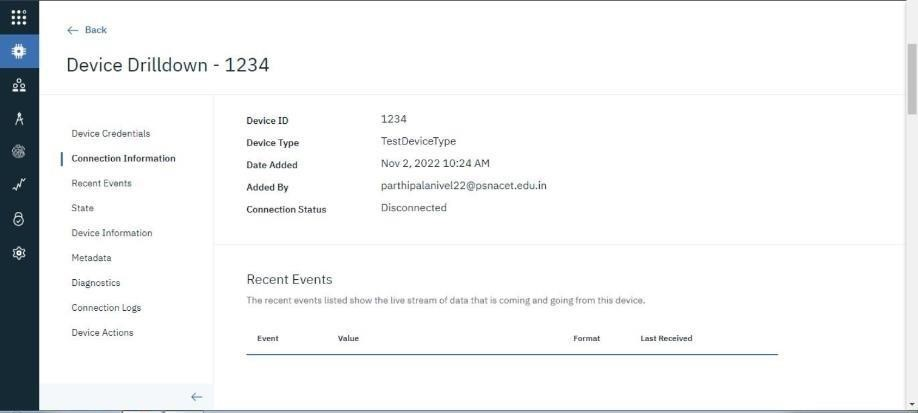 Back
Device Drilldown - 1234
Device Credentials
Connection Information
Recent Events
State
Device Information
Metadata
Diagnostics
Connection Logs
Device Actions
Device ID 1234
Device Type TestDeviceType
Date Added Nov 2, 2022 10:24 AM
Added By parthipalanivel22@psnacet.edu.in
Connection Status Disconnected
Recent Events
The recent events listed show the live stream of data that is coming and going from this device.
Event Value Format Last Received